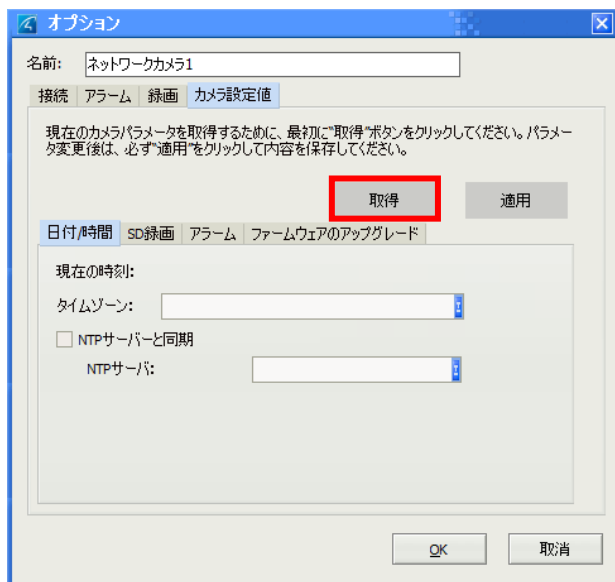 オプション
名前: ネットワークカメラ1
接続 アラーム 録画 カメラ設定値
現在のカメラパラメータを取得するために、最初に"取得"ボタンをクリックしてください。パラメー
タ変更後は、必ず"適用"をクリックして内容を保存してください。
取得 適用
日付/時間 SD録画 アラーム ファームウェアのアップグレード
現在の時刻:
タイムゾーン:
NTPサーバーと同期
NTPサーバ:
OK 取消